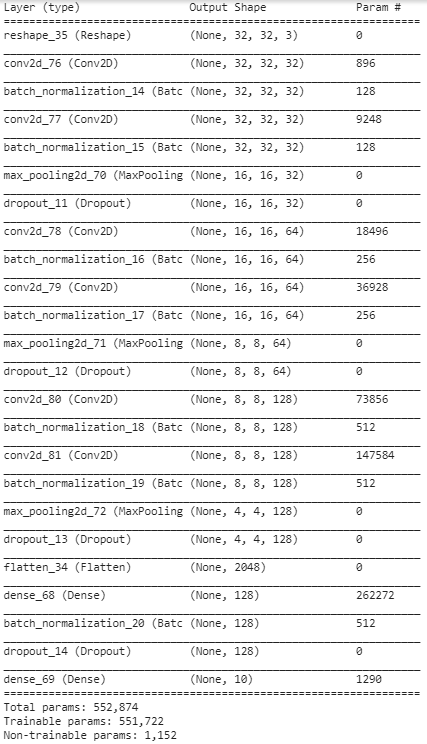 Layer (type) Output Shape Param #
reshape_35 (Reshape) (None, 32, 32, 3) 0
conv2d_76 (Conv2D) (None, 32, 32, 32) 896
batch_normalization_14 (Batc (None, 32, 32, 32) 128
conv2d_77 (Conv2D) (None, 32, 32, 32) 9248
batch_normalization_15 (Batc (None, 32, 32, 32) 128
max_pooling2d_70 (MaxPooling (None, 16, 16, 32) 0
dropout_11 (Dropout) (None, 16, 16, 32) 0
conv2d_78 (Conv2D) (None, 16, 16, 64) 18496
batch_normalization_16 (Batc (None, 16, 16, 64) 256
conv2d_79 (Conv2D) (None, 16, 16, 64) 36928
batch_normalization_17 (Batc (None, 16, 16, 64) 256
max_pooling2d_71 (MaxPooling (None, 8, 8, 64) 0
dropout_12 (Dropout) (None, 8, 8, 64) 0
conv2d_80 (Conv2D) (None, 8, 8, 128) 73856
batch_normalization_18 (Batc (None, 8, 8, 128) 512
conv2d_81 (Conv2D) (None, 8, 8, 128) 147584
batch_normalization_19 (Batc (None, 8, 8, 128) 512
max_pooling2d_72 (MaxPooling (None, 4, 4, 128) 0
dropout_13 (Dropout) (None, 4, 4, 128) 0
flatten_34 (Flatten) (None, 2048) 0
dense_68 (Dense) (None, 128) 262272
batch_normalization_20 (Batc (None, 128) 512
dropout_14 (Dropout) (None, 128) 0
dense_69 (Dense) (None, 10) 1290
Total params: 552,874
Trainable params: 551,722
Non-trainable params: 1,152